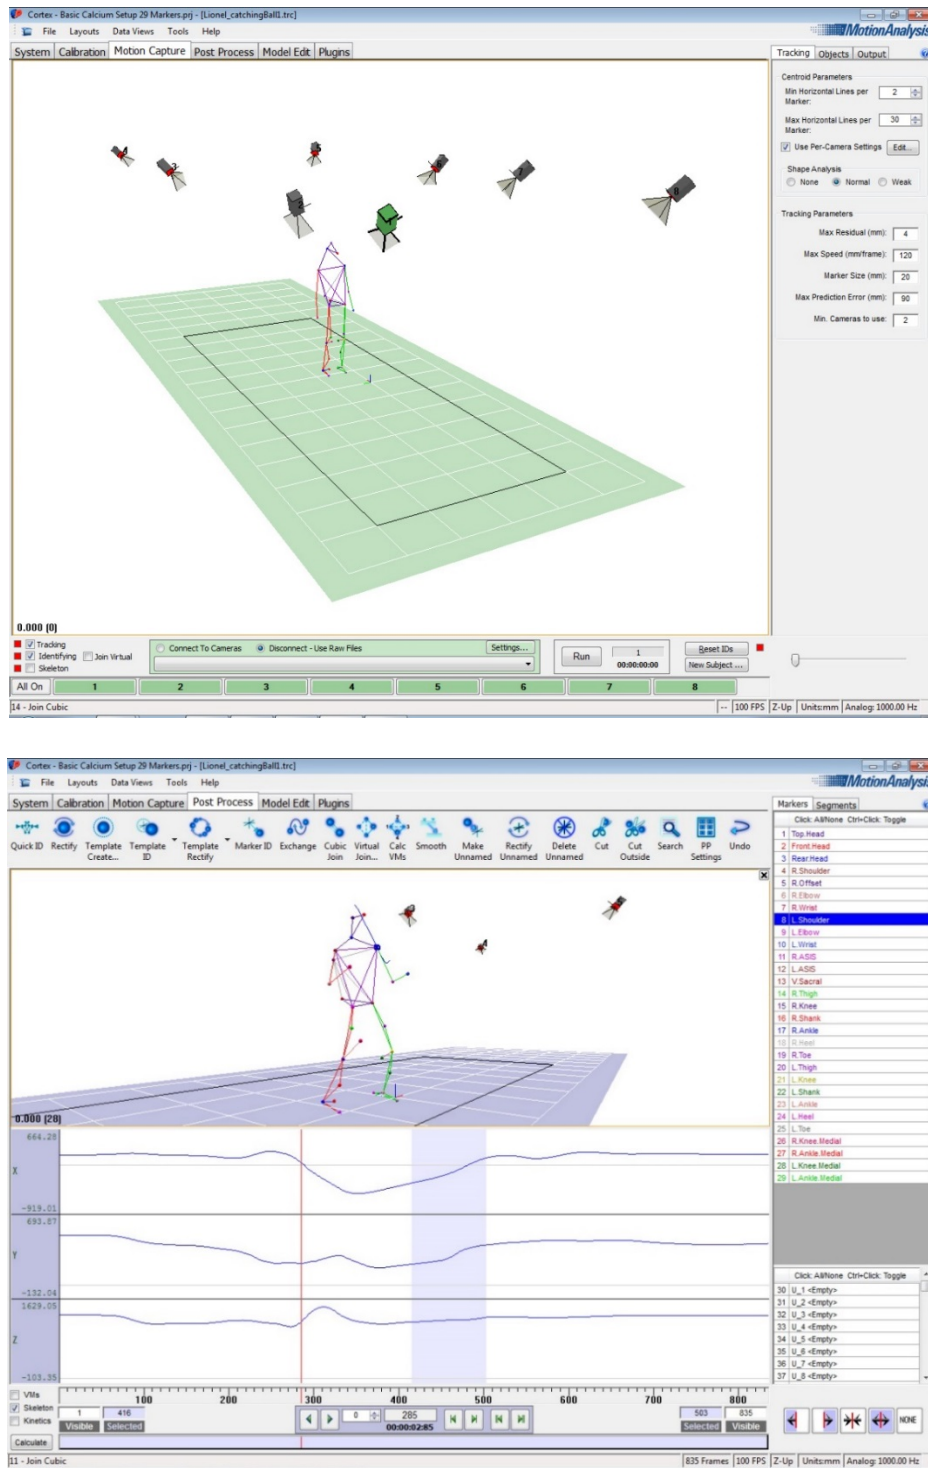 Cortex - Basic Calcium Setup 29 Markers.prj - [Lionel_catchingBall1.trc]
File Layouts Data Views Tools Help
MotionAnalysis
System Calibration Motion Capture Post Process Model Edit Plugins
Tracking Objects Output
Centroid Parameters
Min Horizontal Lines per Marker: 2
Max Horizontal Lines per Marker: 30
Use Per-Camera Settings Edit...
Shape Analysis
None Normal Weak
Tracking Parameters
Max Residual (mm): 4
Max Speed (mm/frame): 120
Marker Size (mm): 20
Max Prediction Error (mm): 90
Min. Cameras to use: 2
4 3 5 6 7 8
2 1
0.000 (0)
Tracking
Identifying Join Virtual
Skeleton
Connect To Cameras Disconnect - Use Raw Files Settings...
Run 1
00:00:00:00
Reset IDs
New Subject ...
All On 1 2 3 4 5 6 7 8
14 - Join Cubic -- 100 FPS Z-Up Units:mm Analog: 1000.00 Hz
Cortex - Basic Calcium Setup 29 Markers.prj - [Lionel_catchingBall1.trc]
File Layouts Data Views Tools Help
MotionAnalysis
System Calibration Motion Capture Post Process Model Edit Plugins
Markers Segments
Quick ID Rectify Template Create... Template ID Template Rectify Marker ID Exchange Cubic Join Virtual Join... Calc VMs Smooth Make Unnamed Rectify Unnamed Delete Unnamed Cut Cut Outside Search PP Settings Undo
Click: All/None Ctrl+Click: Toggle
1 Top.Head
2 Front.Head
3 Rear.Head
4 R.Shoulder
5 R.Offset
6 R.Elbow
7 R.Wrist
8 L.Shoulder
9 L.Elbow
10 L.Wrist
11 R.ASIS
12 L.ASIS
13 V.Sacral
14 R.Thigh
15 R.Knee
16 R.Shank
17 R.Ankle
18 R.Heel
19 R.Toe
20 L.Thigh
21 L.Knee
22 L.Shank
23 L.Ankle
24 L.Heel
25 L.Toe
26 R.Knee.Medial
27 R.Ankle.Medial
28 L.Knee.Medial
29 L.Ankle.Medial
Click: All/None Ctrl+Click: Toggle
30 U_1 <Empty>
31 U_2 <Empty>
32 U_3 <Empty>
33 U_4 <Empty>
34 U_5 <Empty>
35 U_6 <Empty>
36 U_7 <Empty>
37 U_8 <Empty>
0.000 (28)
664.28
X
-919.01
693.87
Y
-132.04
1629.05
Z
-103.35
100 200 300 400 500 600 700 800
VMs
Skeleton
Kinetics
1 416
Visible Selected
0 285
00:00:02:85
503 835
Selected Visible
NONE
Calculate
11 - Join Cubic 835 Frames 100 FPS Z-Up Units:mm Analog: 1000.00 Hz